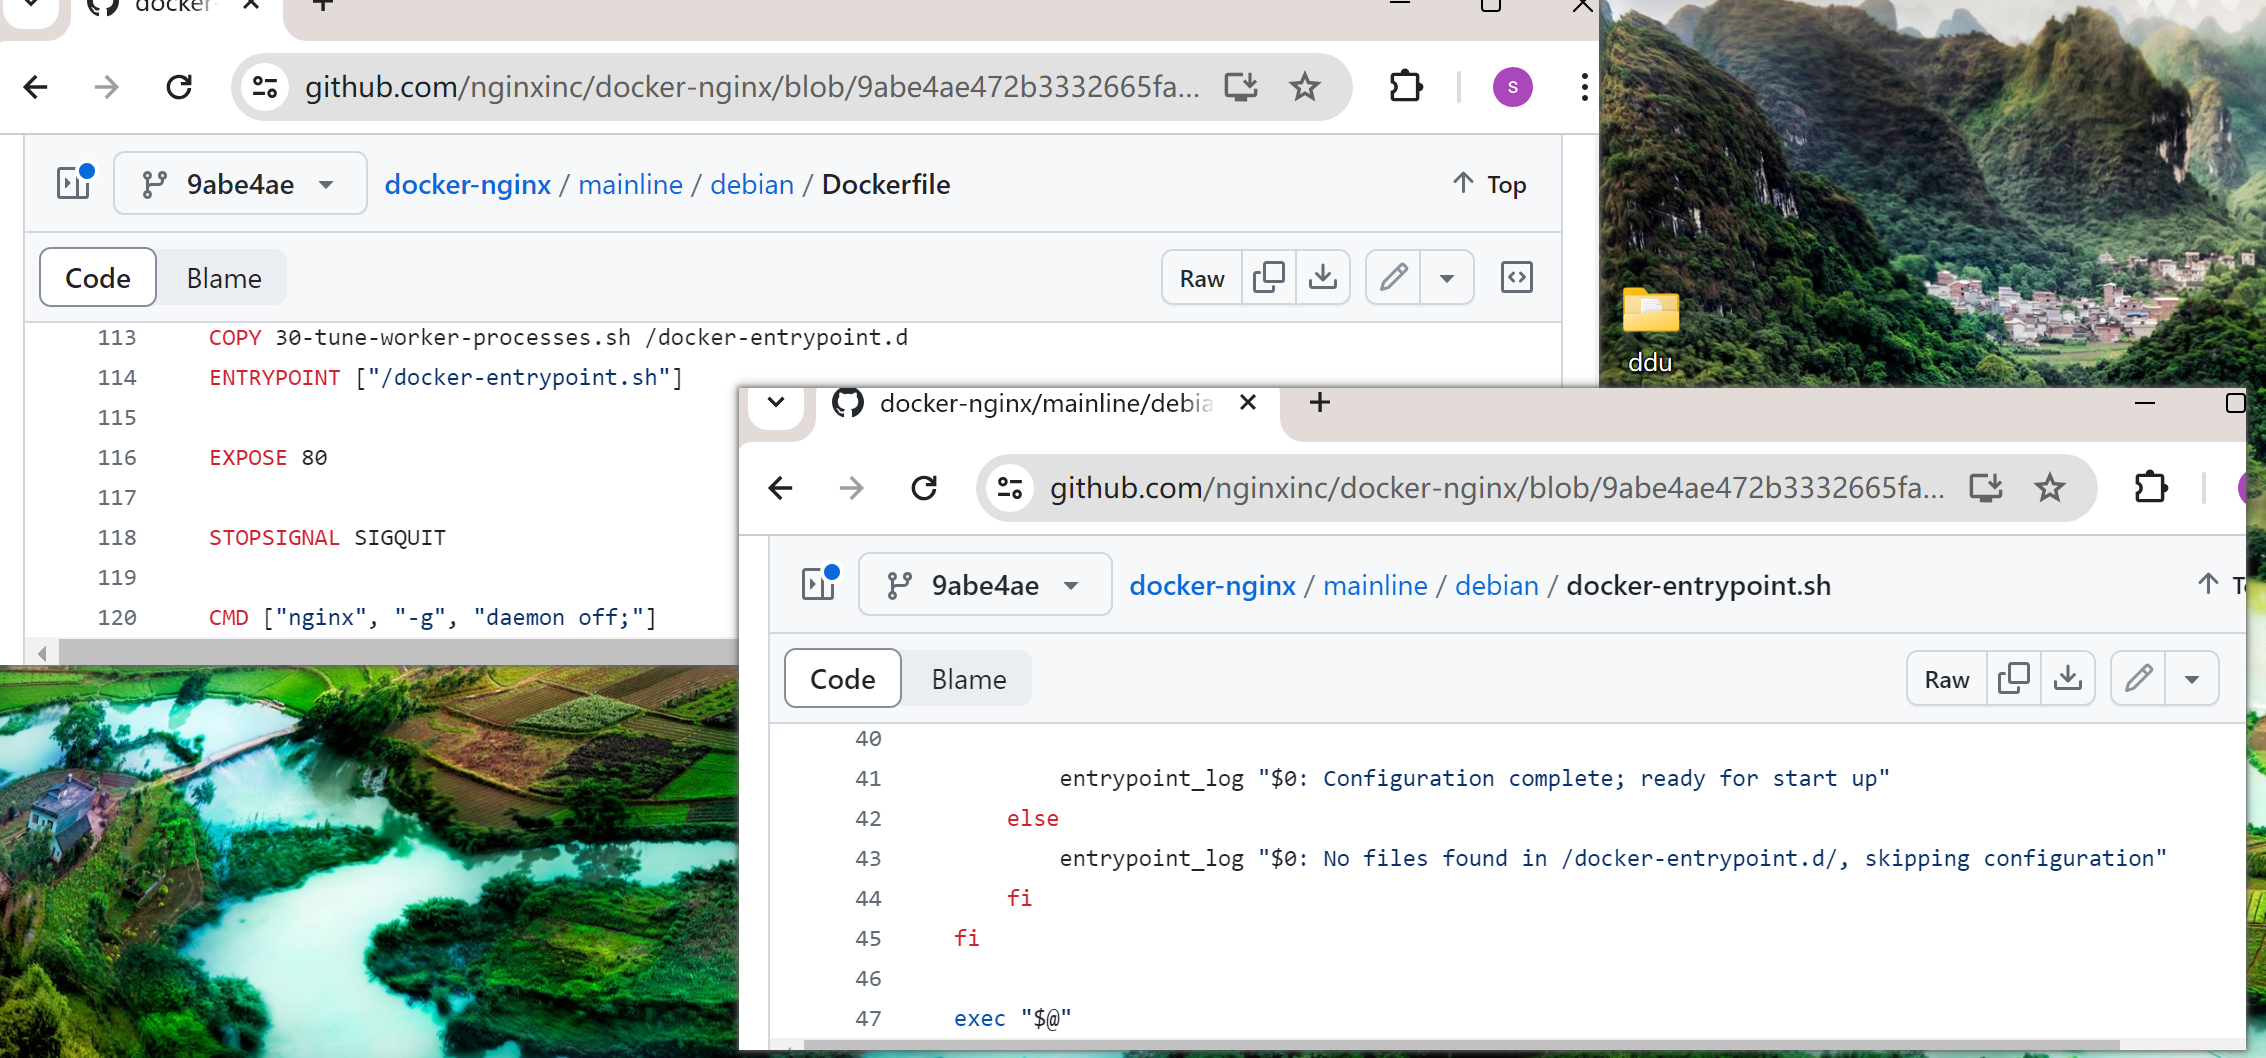 docker-
github.com/nginxinc/docker-nginx/blob/9abe4ae472b3332665fa...
S
9abe4ae
docker-nginx / mainline / debian / Dockerfile
Top
Code
Blame
Raw
113 COPY 30-tune-worker-processes.sh /docker-entrypoint.d
114 ENTRYPOINT ["/docker-entrypoint.sh"]
115
116 EXPOSE 80
117
118 STOPSIGNAL SIGQUIT
119
120 CMD ["nginx", "-g", "daemon off;"]
ddu
docker-nginx/mainline/debia
github.com/nginxinc/docker-nginx/blob/9abe4ae472b3332665fa...
9abe4ae
docker-nginx / mainline / debian / docker-entrypoint.sh
Code
Blame
Raw
40
41 entrypoint_log "$0: Configuration complete; ready for start up"
42 else
43 entrypoint_log "$0: No files found in /docker-entrypoint.d/, skipping configuration"
44 fi
45 fi
46
47 exec "$@"